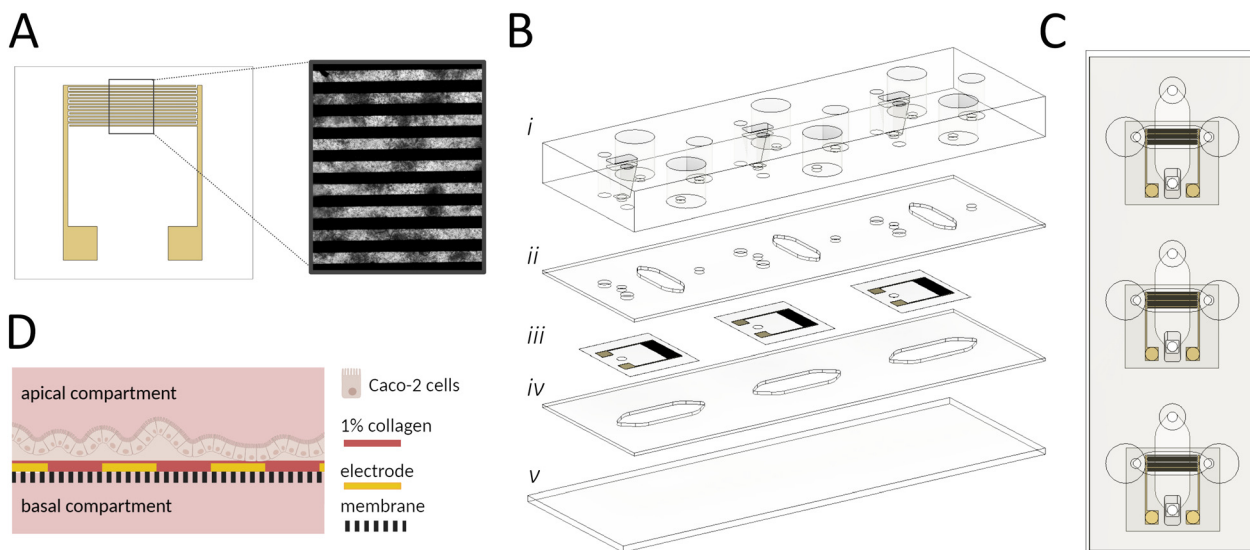 A
B
C
i
ii
iii
iv
v
D
apical compartment
basal compartment
Caco-2 cells
1% collagen
electrode
membrane